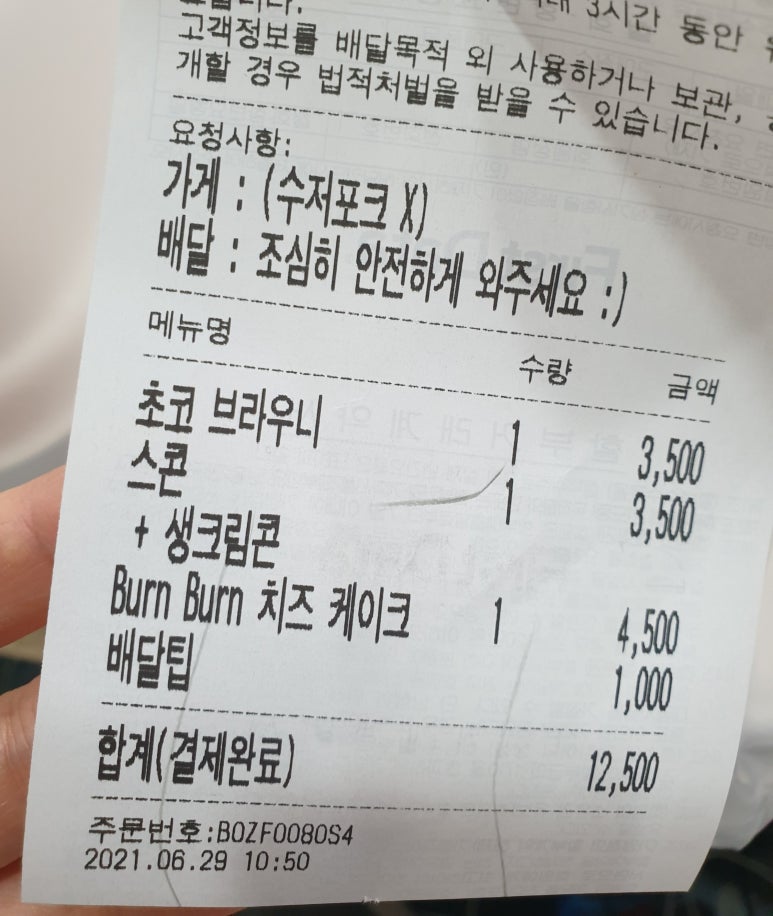 3시간 동안
고객정보를 배달목적 외 사용하거나 보관,
개할 경우 법적처벌을 받을 수 있습니다.
요청사항:
가게 : (수저포크 X)
배달 : 조심히 안전하게 와주세요 :)
메뉴명 수량 금액
초코 브라우니 1 3,500
스콘 1 3,500
+ 생크림콘
Burn Burn 치즈 케이크 1 4,500
배달팁 1,000
합계(결제완료) 12,500
주문번호:B0ZF0080S4
2021.06.29 10:50